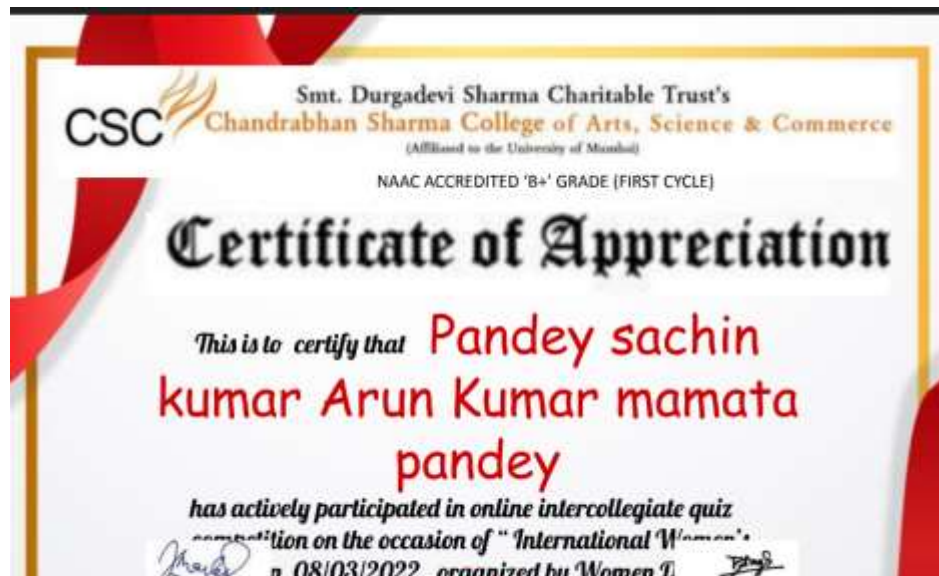 CSC
Smt. Durgadevi Sharma Charitable Trust's
Chandrabhan Sharma College of Arts, Science & Commerce
(Affiliated to the University of Mumbai)
NAAC ACCREDITED 'B+' GRADE (FIRST CYCLE)
Certificate of Appreciation
This is to certify that Pandey sachin
kumar Arun Kumar mamata
pandey
has actively participated in online intercollegiate quiz
competition on the occasion of " International Women's
08/03/2022 organized by Women